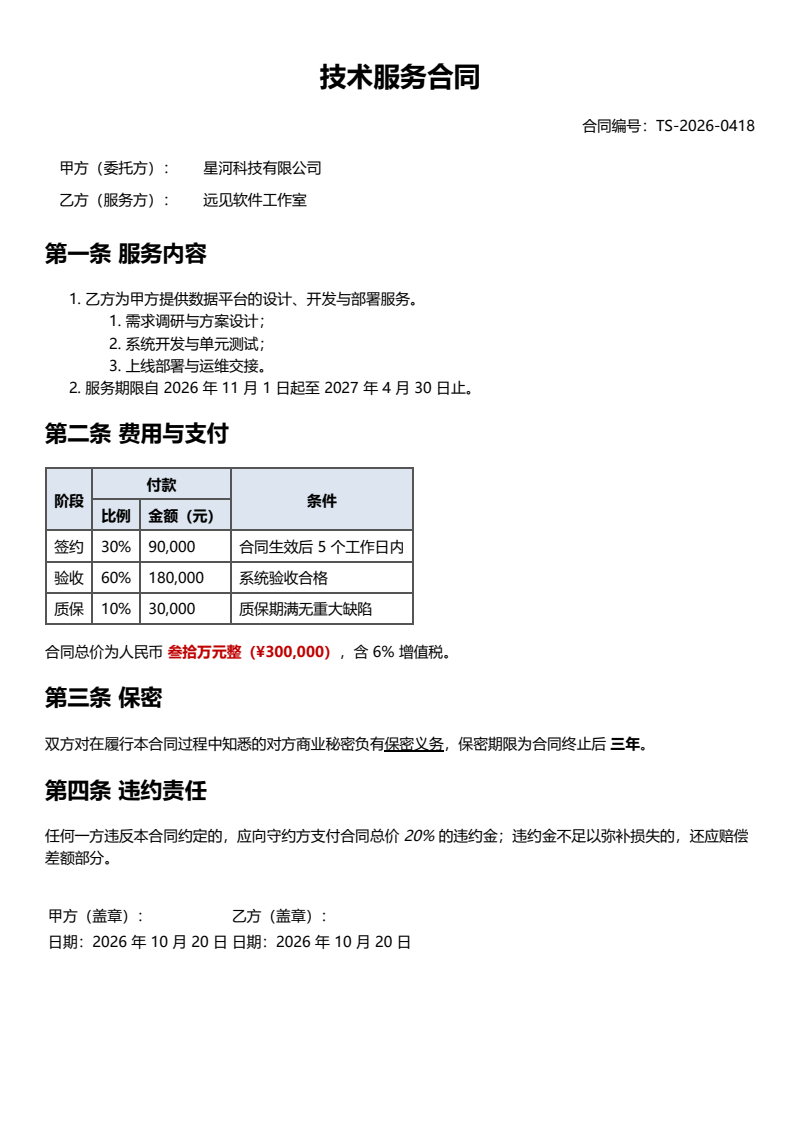 技术服务合同
合同编号：TS-2026-0418
甲方（委托方）： 星河科技有限公司
乙方（服务方）： 远见软件工作室
第一条 服务内容
1. 乙方为甲方提供数据平台的设计、开发与部署服务。
1. 需求调研与方案设计；
2. 系统开发与单元测试；
3. 上线部署与运维交接。
2. 服务期限自 2026 年 11 月 1 日起至 2027 年 4 月 30 日止。
第二条 费用与支付
阶段 付款 条件
比例 金额（元）
签约 30% 90,000 合同生效后 5 个工作日内
验收 60% 180,000 系统验收合格
质保 10% 30,000 质保期满无重大缺陷
合同总价为人民币 叁拾万元整（¥300,000），含 6% 增值税。
第三条 保密
双方对在履行本合同过程中知悉的对方商业秘密负有保密义务，保密期限为合同终止后 三年。
第四条 违约责任
任何一方违反本合同约定的，应向守约方支付合同总价 20% 的违约金；违约金不足以弥补损失的，还应赔偿
差额部分。
甲方（盖章）： 乙方（盖章）：
日期：2026 年 10 月 20 日 日期：2026 年 10 月 20 日